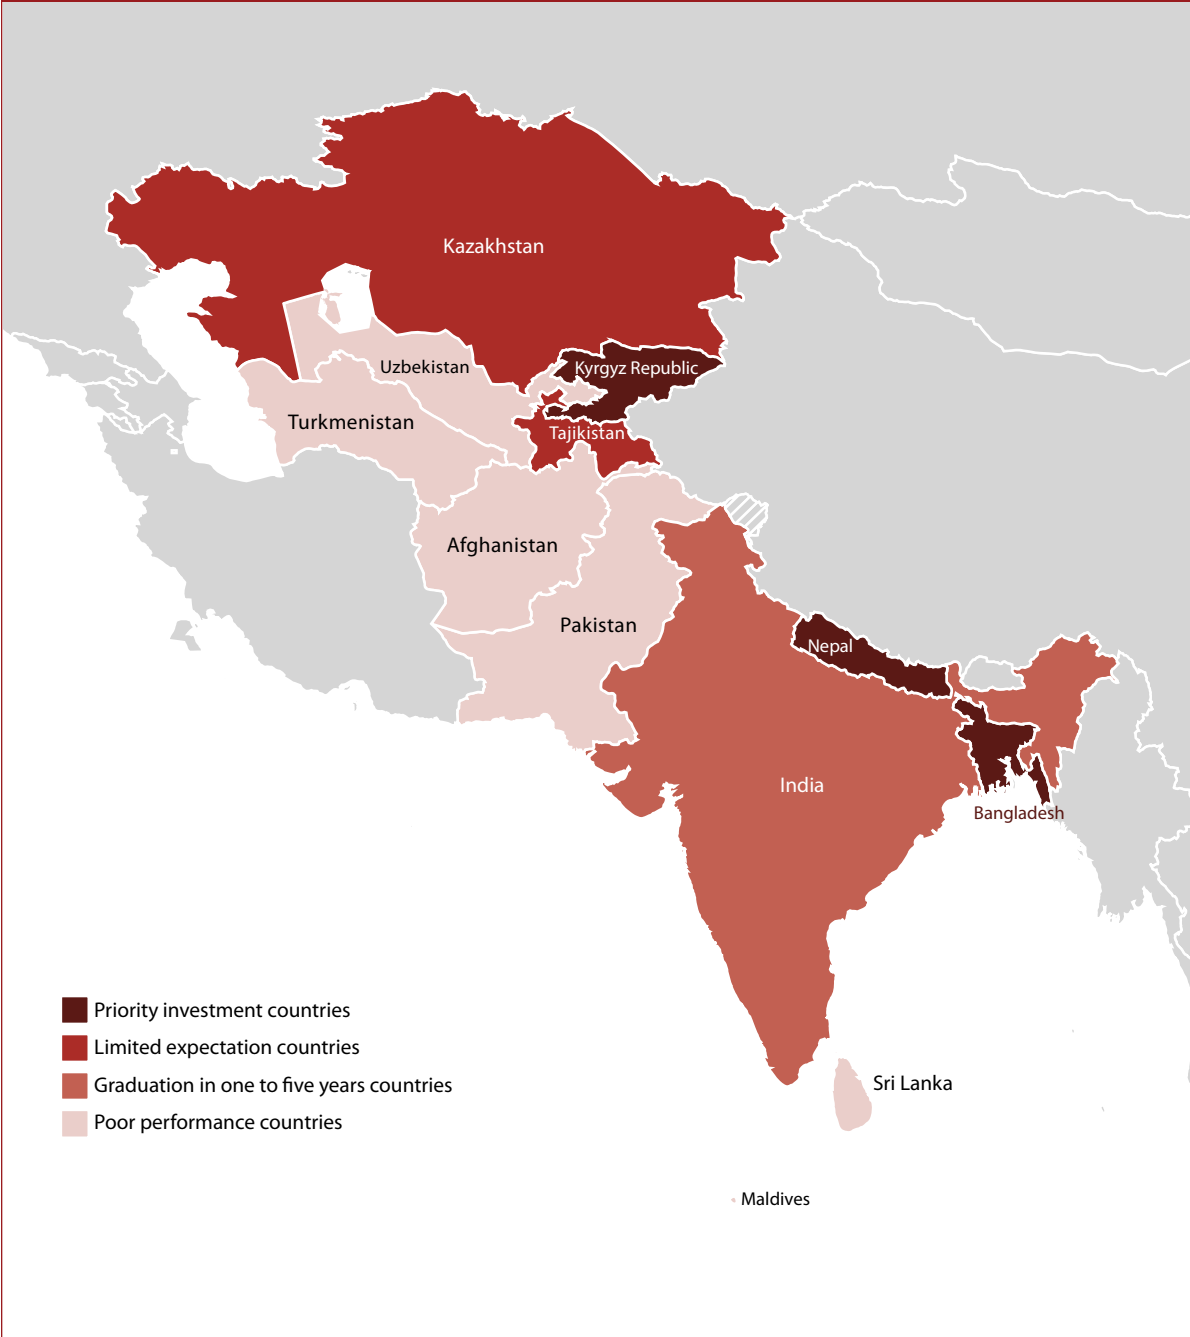 Kazakhstan
Kyrgyz Republic
Uzbekistan
Turkmenistan
Tajikistan
Afghanistan
Pakistan
Nepal
India
Bangladesh
Priority investment countries
Limited expectation countries
Graduation in one to five years countries
Poor performance countries
Sri Lanka
Maldives